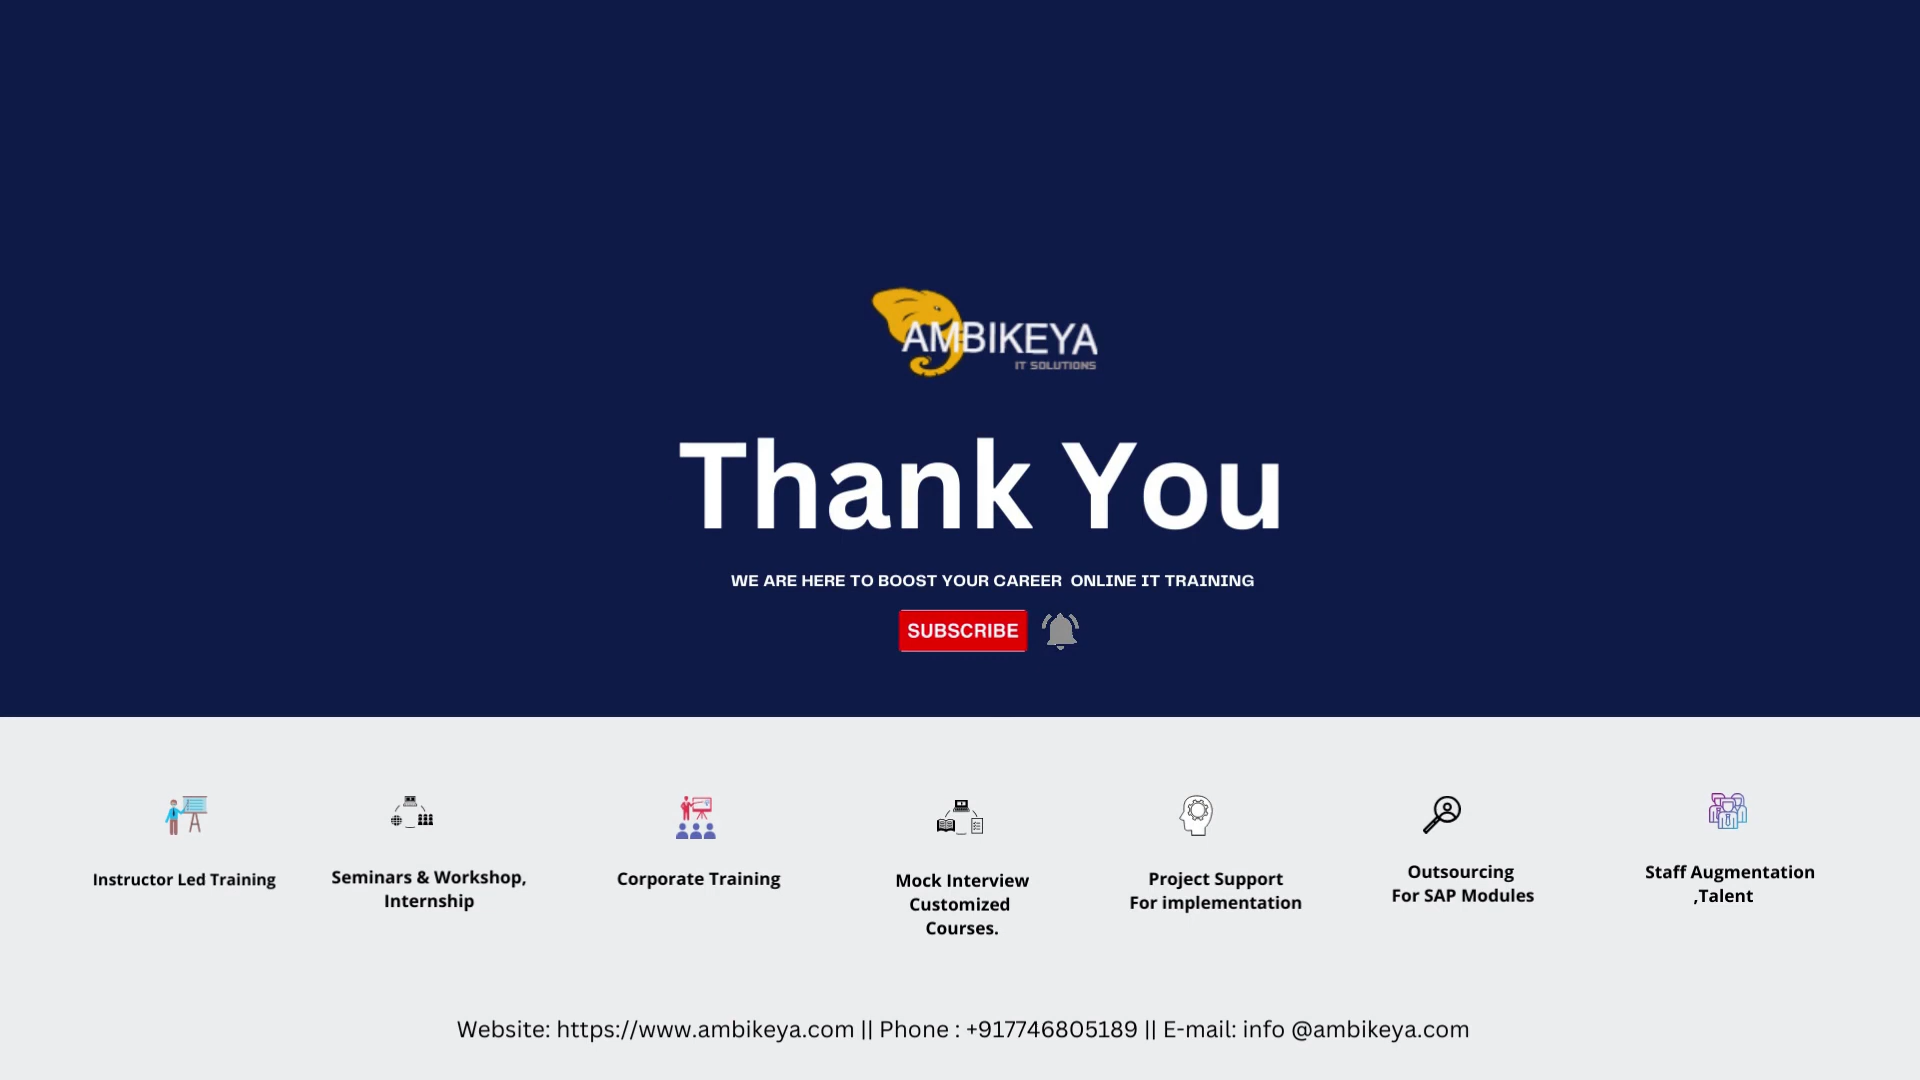 AMBIKEYA
IT SOLUTIONS
Thank You
WE ARE HERE TO BOOST YOUR CAREER ONLINE IT TRAINING
SUBSCRIBE
Instructor Led Training
Seminars & Workshop,
Internship
Corporate Training
Mock Interview
Customized
Courses.
Project Support
For implementation
Outsourcing
For SAP Modules
Staff Augmentation
,Talent
Website: https://www.ambikeya.com || Phone : +917746805189 || E-mail: info @ambikeya.com